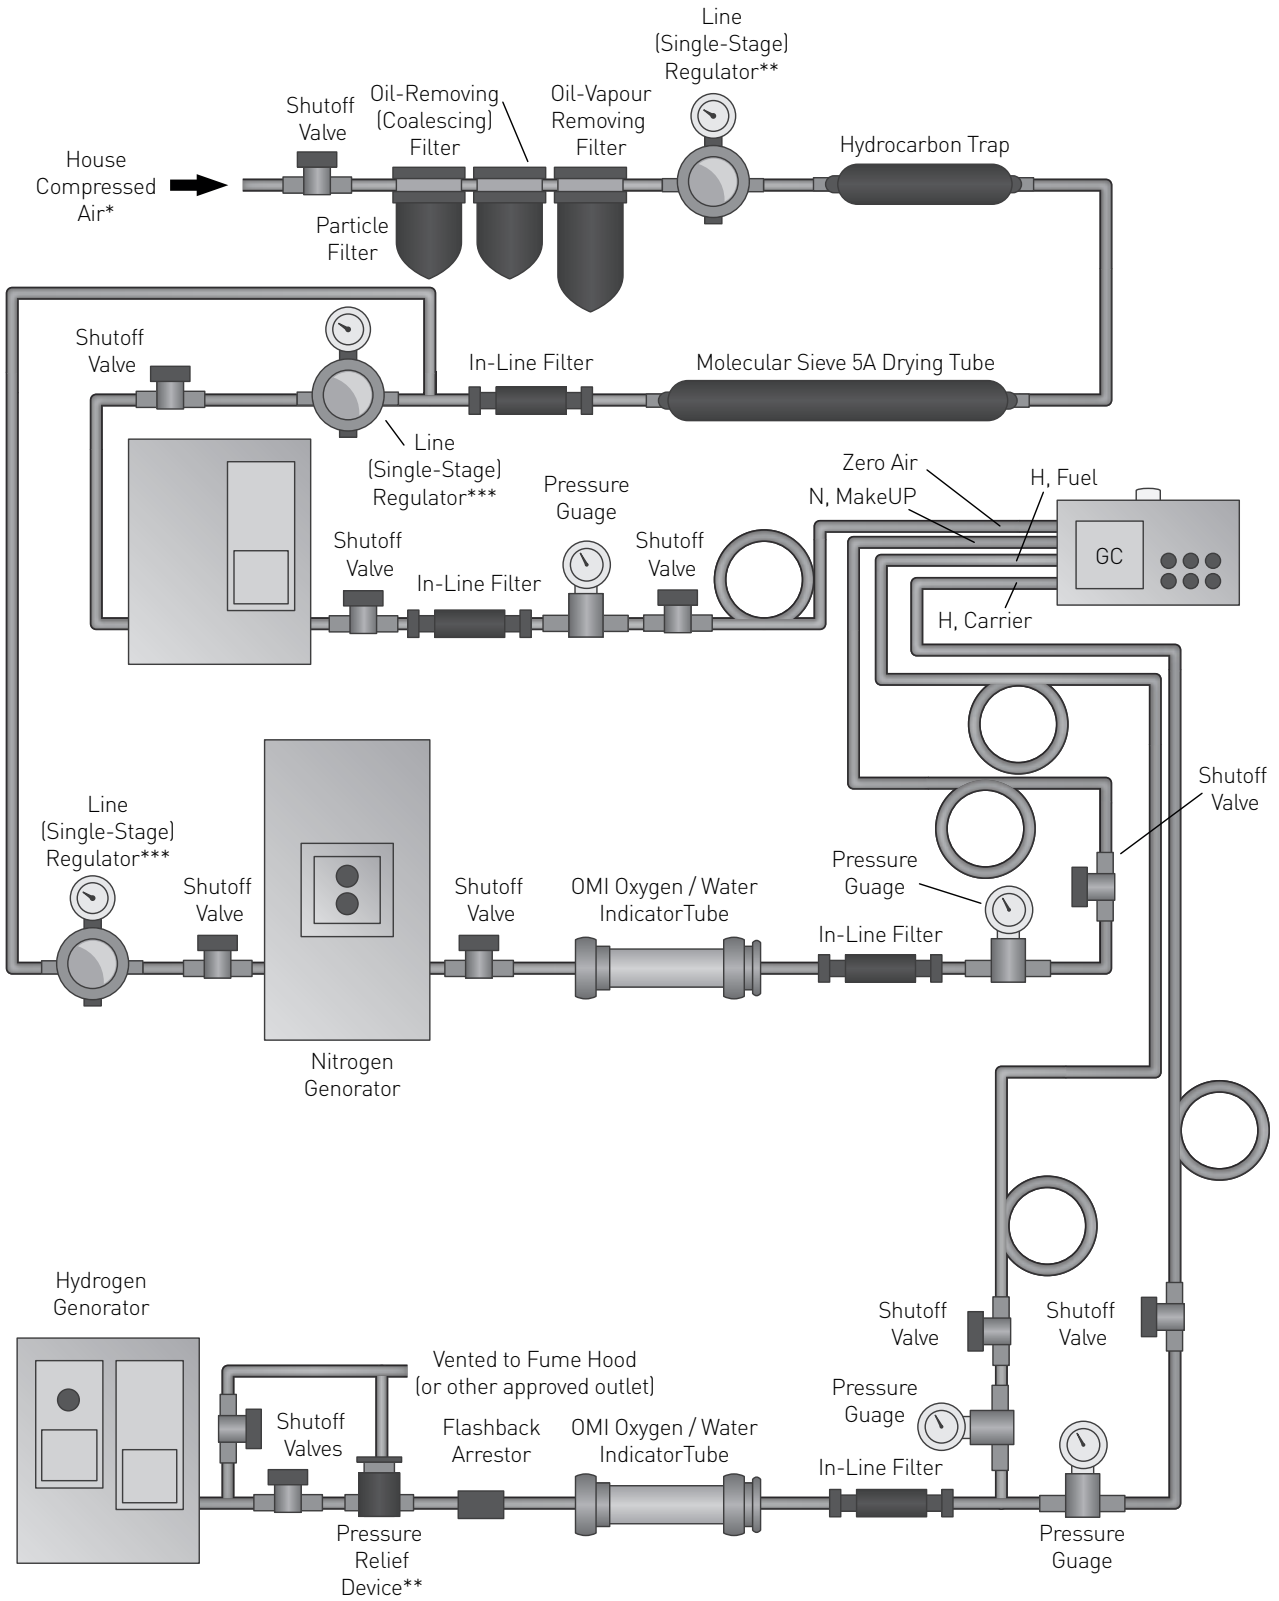 Line
(Single-Stage)
Regulator**
Shutoff
Valve
Oil-Removing
(Coalescing)
Filter
Oil-Vapour
Removing
Filter
Hydrocarbon Trap
House
Compressed
Air*
Particle
Filter
Shutoff
Valve
In-Line Filter
Molecular Sieve 5A Drying Tube
Line
(Single-Stage)
Regulator***
Pressure
Guage
Zero Air
N, MakeUP
H, Fuel
GC
H, Carrier
Shutoff
Valve
In-Line Filter
Shutoff
Valve
Shutoff
Valve
Line
(Single-Stage)
Regulator***
Shutoff
Valve
Shutoff
Valve
OMI Oxygen / Water
IndicatorTube
Pressure
Guage
In-Line Filter
Nitrogen
Genorator
Hydrogen
Genorator
Shutoff
Valve
Shutoff
Valve
Vented to Fume Hood
(or other approved outlet)
Pressure
Guage
Shutoff
Valves
Flashback
Arrestor
OMI Oxygen / Water
IndicatorTube
In-Line Filter
Pressure
Relief
Device**
Pressure
Guage